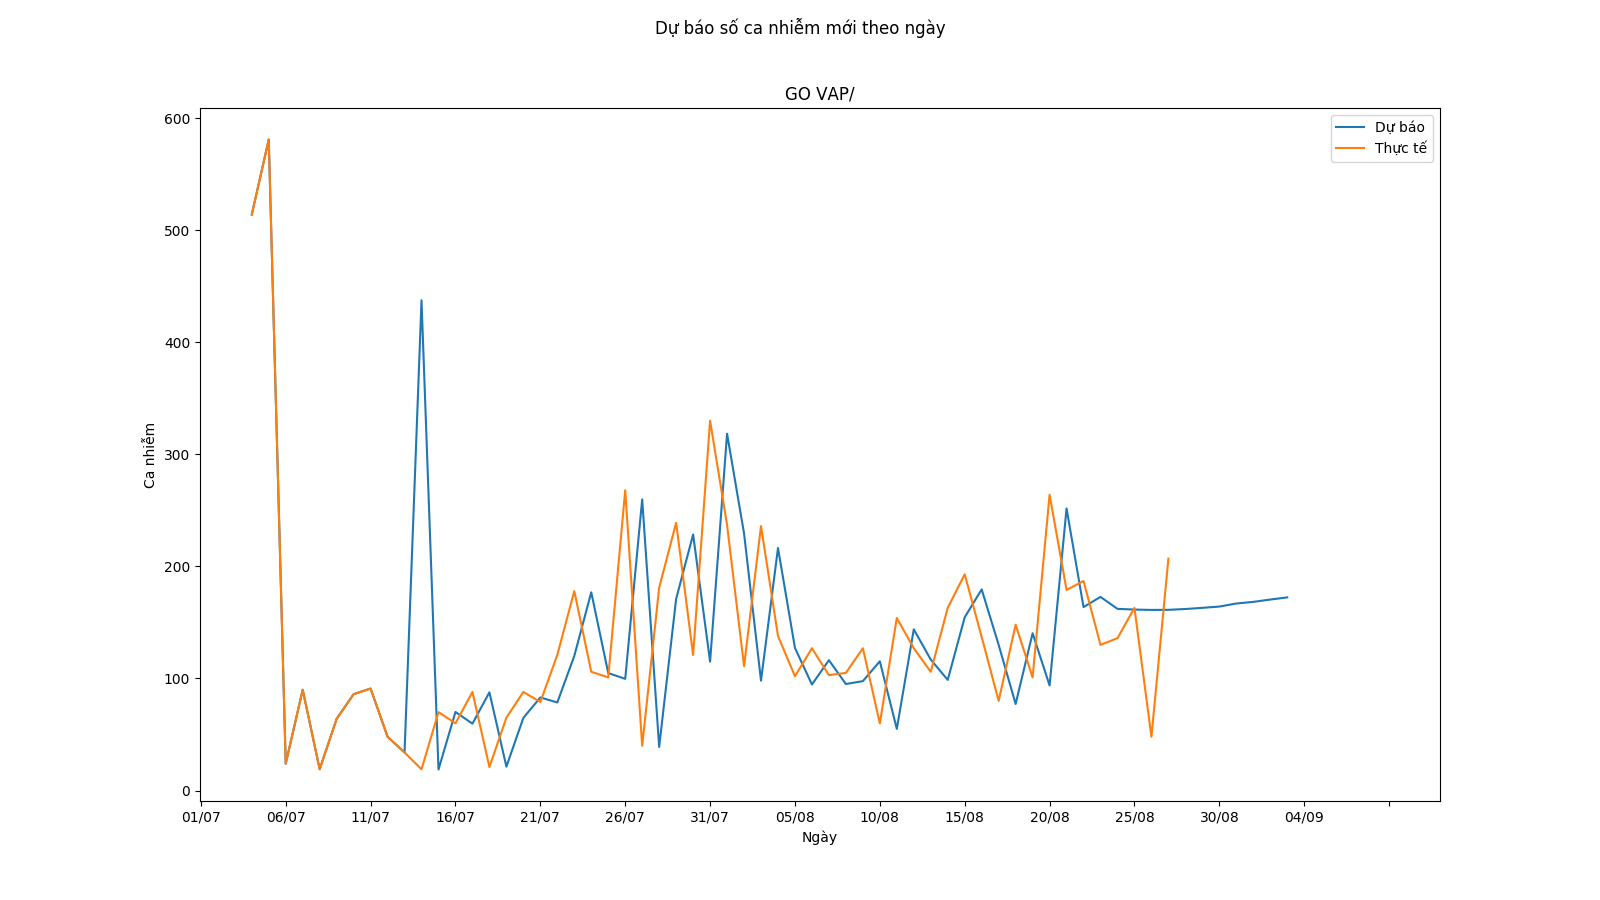 Dự báo số ca nhiễm mới theo ngày
GO VAP/
Dự báo
Thực tế
600
500
400
300
200
100
0
Ca nhiễm
01/07 06/07 11/07 16/07 21/07 26/07 31/07 05/08 10/08 15/08 20/08 25/08 30/08 04/09
Ngày